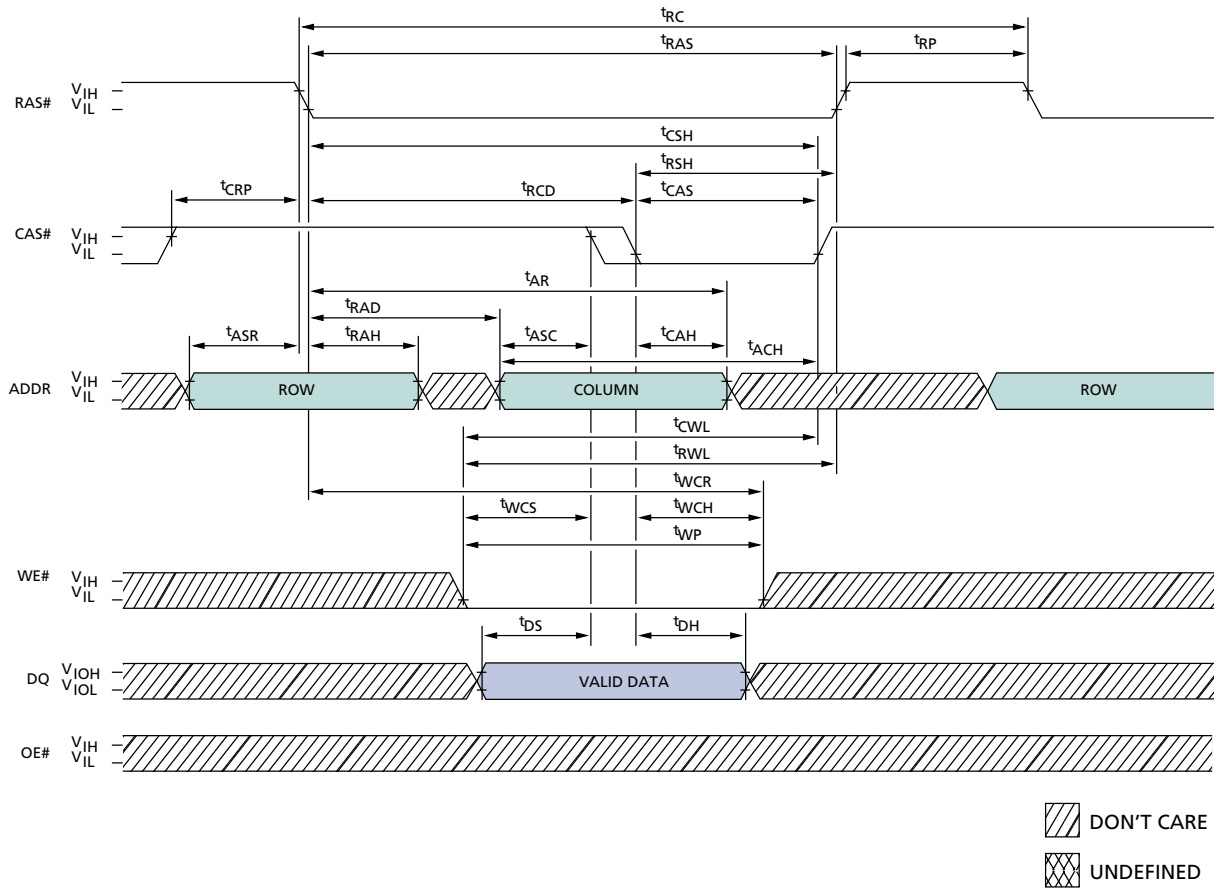 tRC
tRAS
tRP
RAS#
VIH
VIL
tCSH
tRSH
tCRP
tRCD
tCAS
CAS#
VIH
VIL
tAR
tRAD
tASR
tRAH
tASC
tCAH
tACH
ADDR
VIH
VIL
ROW
COLUMN
ROW
tCWL
tRWL
tWCR
tWCS
tWCH
tWP
WE#
VIH
VIL
tDS
tDH
DQ
VIOH
VIOL
VALID DATA
OE#
VIH
VIL
DON'T CARE
UNDEFINED